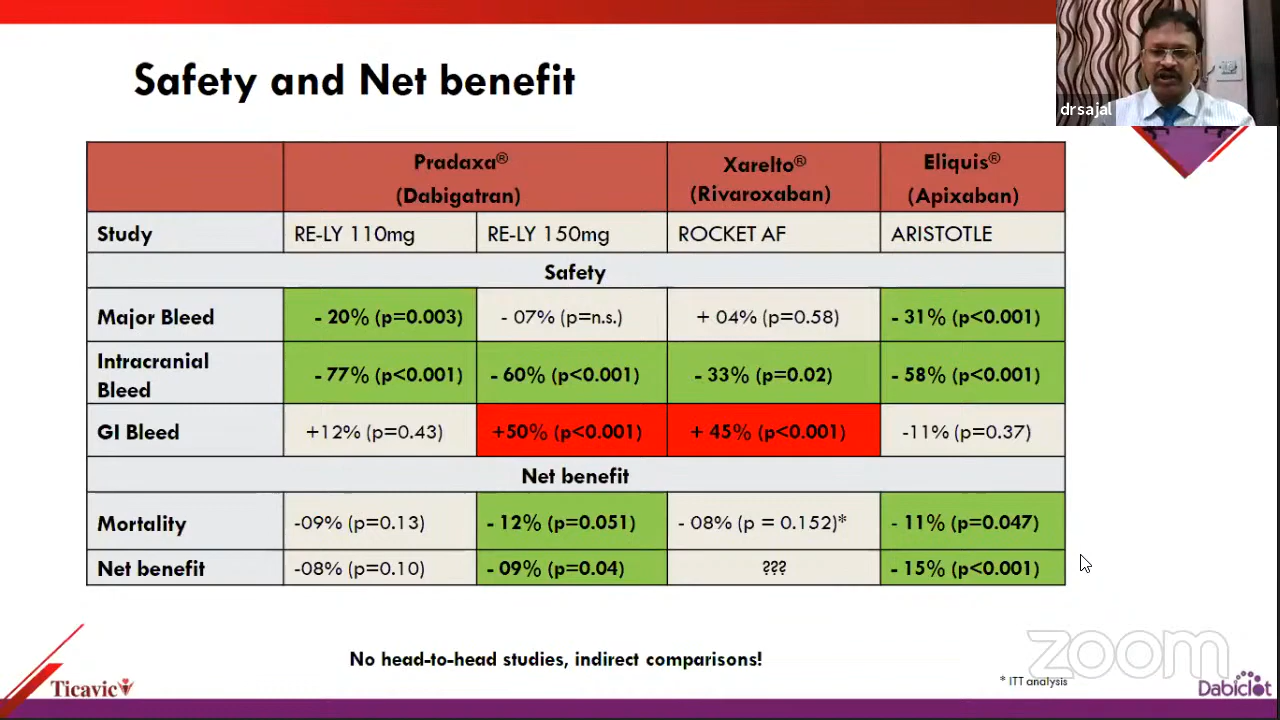 drsajal
Safety and Net benefit
Pradaxa® Xarelto® Eliquis®
(Dabigatran) (Rivaroxaban) (Apixaban)
Study RE-LY 110mg RE-LY 150mg ROCKET AF ARISTOTLE
Safety
Major Bleed - 20% (p=0.003) - 07% (p=n.s.) + 04% (p=0.58) - 31% (p<0.001)
Intracranial
Bleed - 77% (p<0.001) - 60% (p<0.001) - 33% (p=0.02) - 58% (p<0.001)
GI Bleed +12% (p=0.43) +50% (p<0.001) + 45% (p<0.001) -11% (p=0.37)
Net benefit
Mortality -09% (p=0.13) - 12% (p=0.051) - 08% (p = 0.152)* - 11% (p=0.047)
Net benefit -08% (p=0.10) - 09% (p=0.04) ??? - 15% (p<0.001)
zoom
No head-to-head studies, indirect comparisons!
* ITT analysis
Ticavic Dabiclot